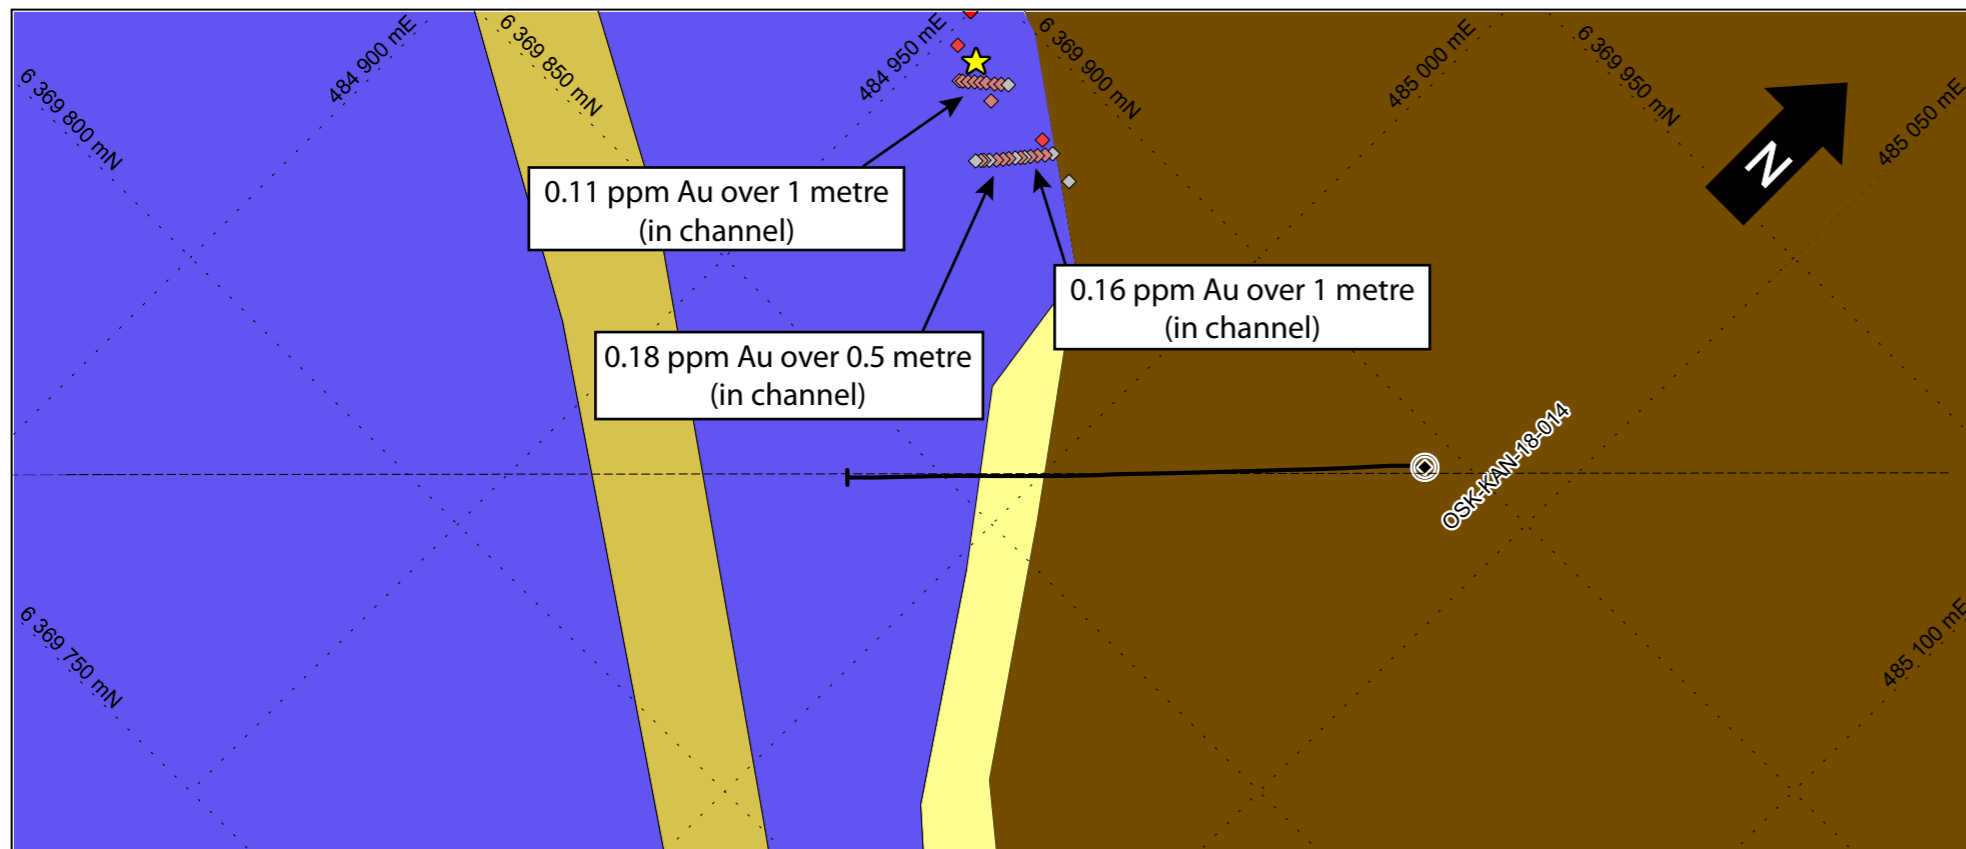 6 369 800 mN
484 900 mE
6 369 850 mN
484 950 mE
6 369 900 mN
485 000 mE
6 369 950 mN
485 050 mE
N
0.11 ppm Au over 1 metre
(in channel)
0.16 ppm Au over 1 metre
(in channel)
0.18 ppm Au over 0.5 metre
(in channel)
OSK-KAN-18-014
6 369 750 mN
485 100 mE